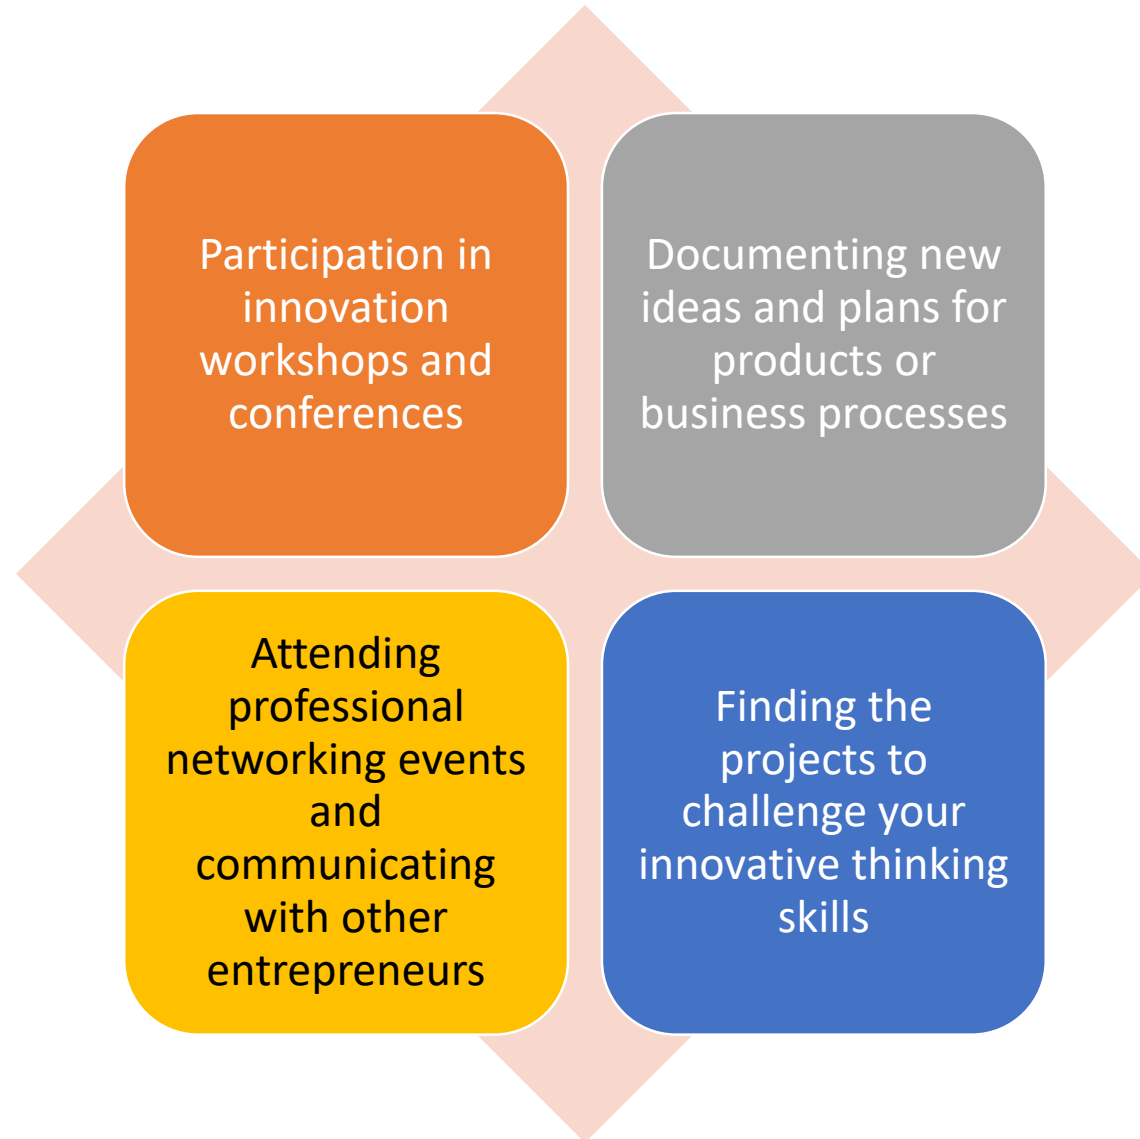 Participation in
innovation
workshops and
conferences
Documenting new
ideas and plans for
products or
business processes
Attending
professional
networking events
and
communicating
with other
entrepreneurs
Finding the
projects to
challenge your
innovative thinking
skills